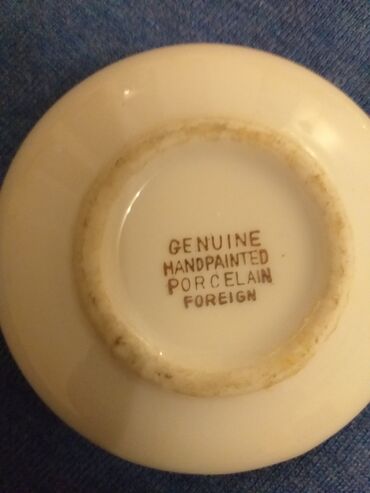 GENUINE
HANDPAINTED
PORCELAIN
FOREIGN